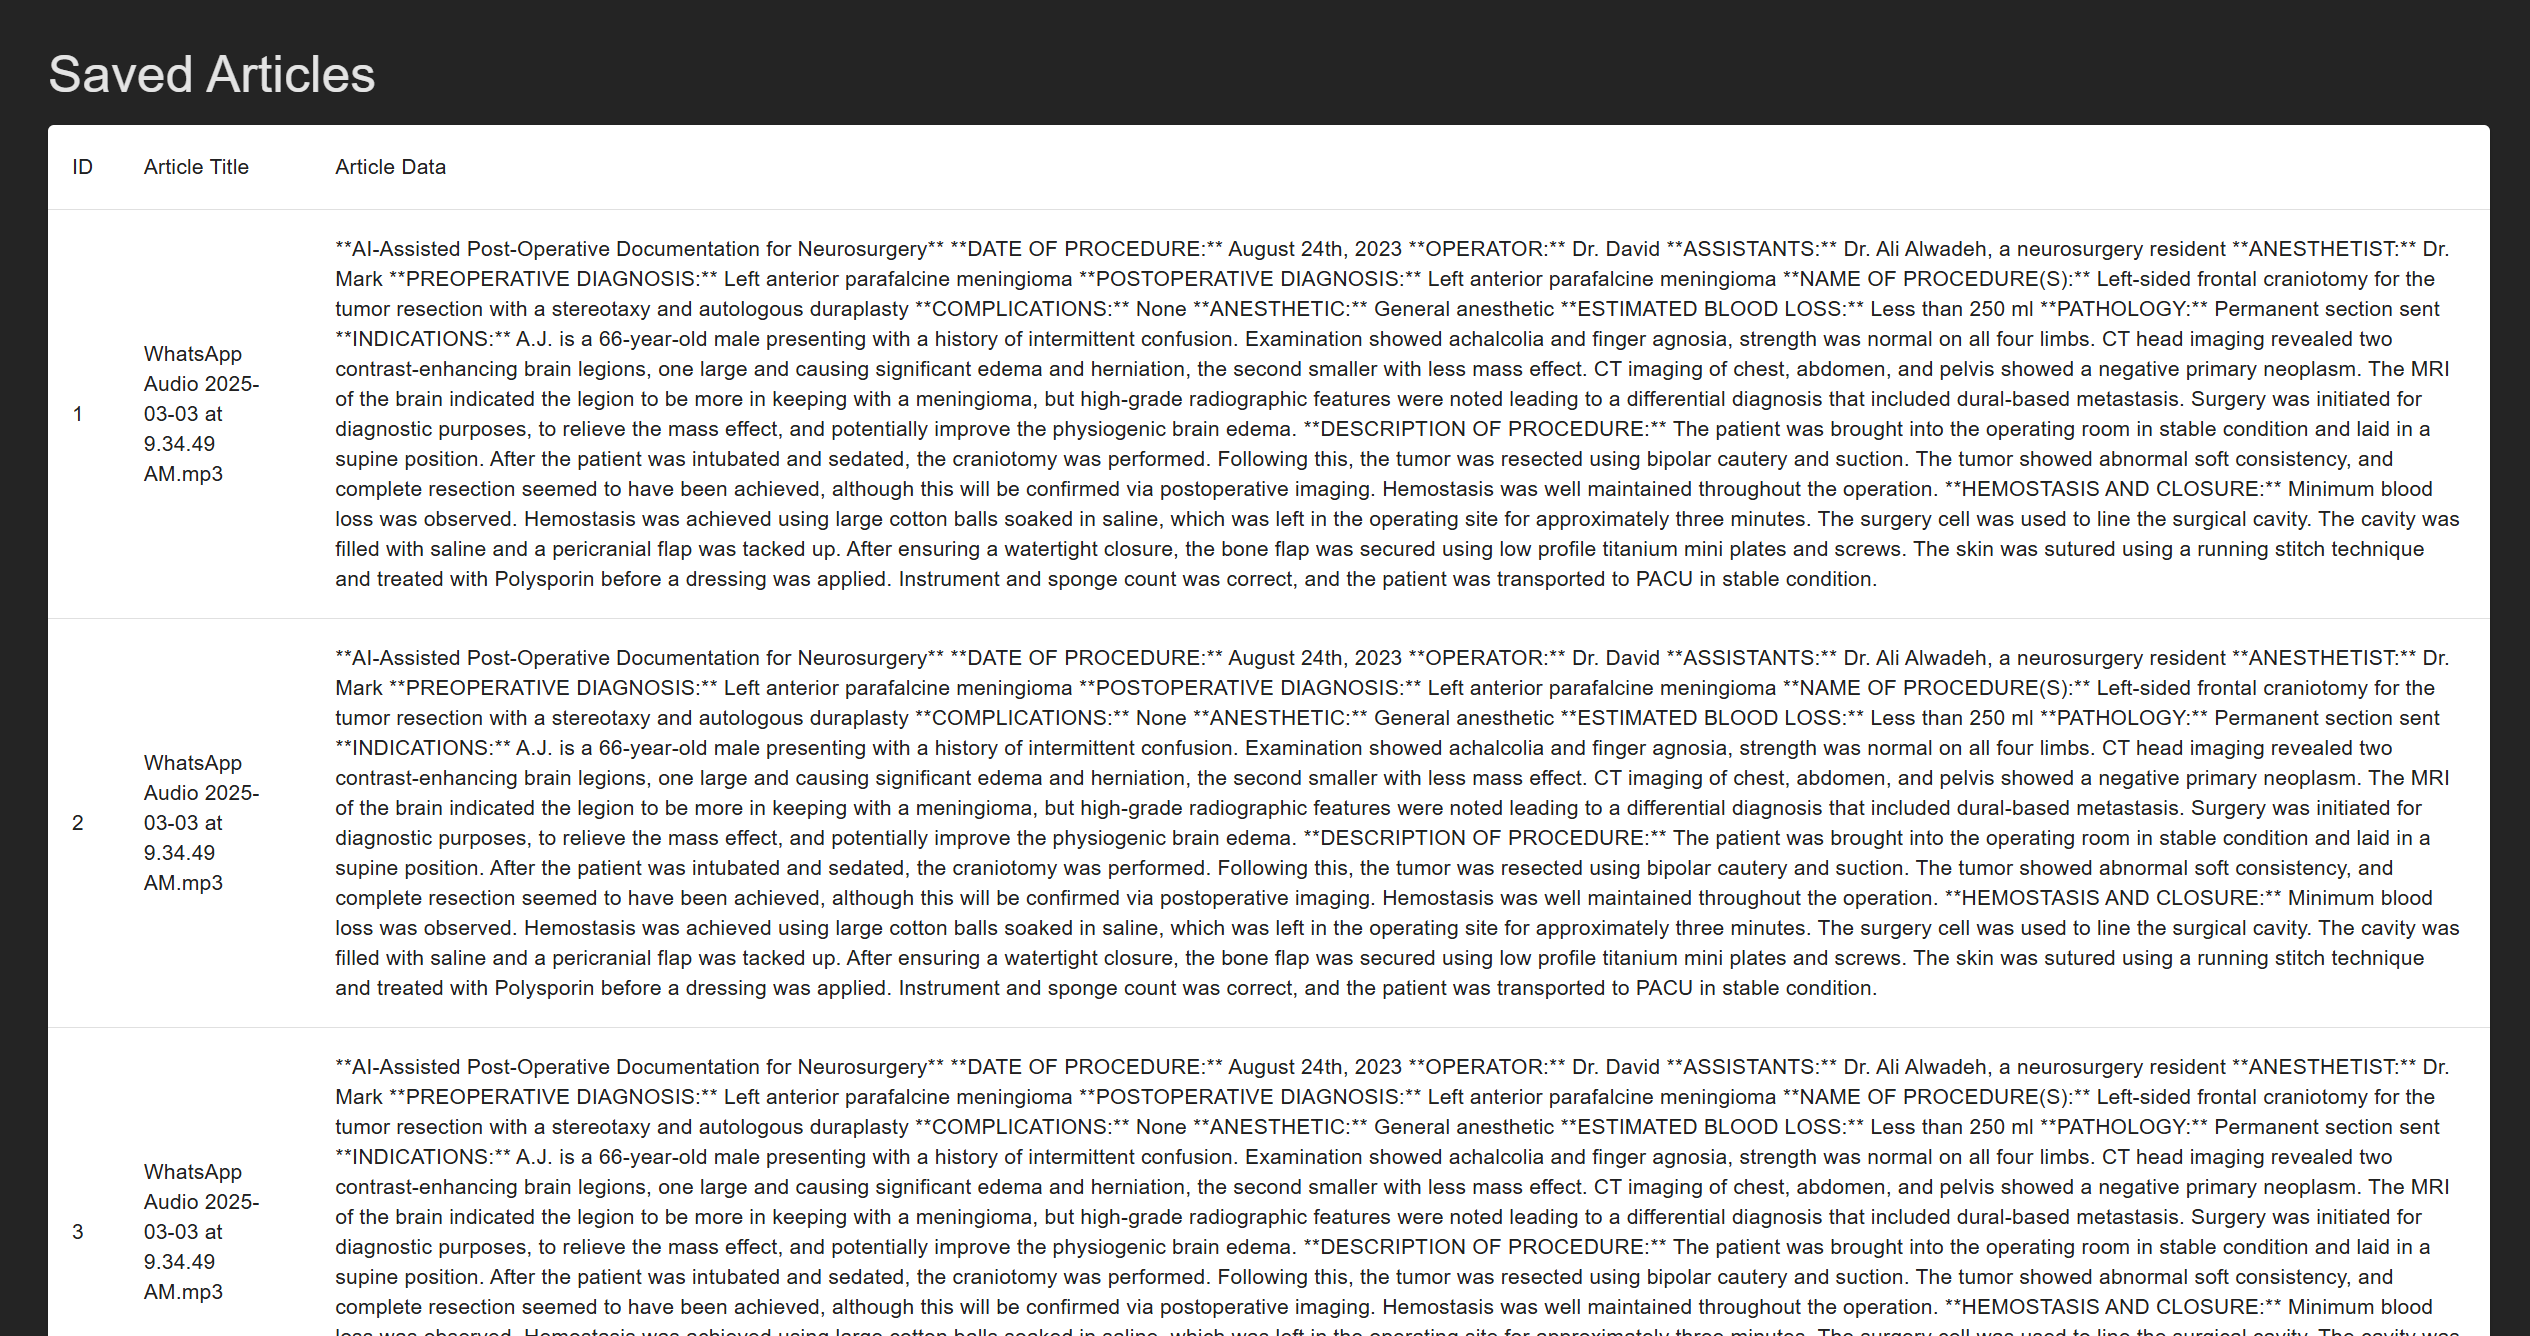 Saved Articles
ID Article Title Article Data
**AI-Assisted Post-Operative Documentation for Neurosurgery** **DATE OF PROCEDURE:** August 24th, 2023 **OPERATOR:** Dr. David **ASSISTANTS:** Dr. Ali Alwadeh, a neurosurgery resident **ANESTHETIST:** Dr.
Mark **PREOPERATIVE DIAGNOSIS:** Left anterior parafalcine meningioma **POSTOPERATIVE DIAGNOSIS:** Left anterior parafalcine meningioma **NAME OF PROCEDURE(S):** Left-sided frontal craniotomy for the
tumor resection with a stereotaxy and autologous duraplasty **COMPLICATIONS:** None **ANESTHETIC:** General anesthetic **ESTIMATED BLOOD LOSS:** Less than 250 ml **PATHOLOGY:** Permanent section sent
**INDICATIONS:** A.J. is a 66-year-old male presenting with a history of intermittent confusion. Examination showed achalcolia and finger agnosia, strength was normal on all four limbs. CT head imaging revealed two
contrast-enhancing brain legions, one large and causing significant edema and herniation, the second smaller with less mass effect. CT imaging of chest, abdomen, and pelvis showed a negative primary neoplasm. The MRI
of the brain indicated the legion to be more in keeping with a meningioma, but high-grade radiographic features were noted leading to a differential diagnosis that included dural-based metastasis. Surgery was initiated for
diagnostic purposes, to relieve the mass effect, and potentially improve the physiogenic brain edema. **DESCRIPTION OF PROCEDURE:** The patient was brought into the operating room in stable condition and laid in a
supine position. After the patient was intubated and sedated, the craniotomy was performed. Following this, the tumor was resected using bipolar cautery and suction. The tumor showed abnormal soft consistency, and
complete resection seemed to have been achieved, although this will be confirmed via postoperative imaging. Hemostasis was well maintained throughout the operation. **HEMOSTASIS AND CLOSURE:** Minimum blood
loss was observed. Hemostasis was achieved using large cotton balls soaked in saline, which was left in the operating site for approximately three minutes. The surgery cell was used to line the surgical cavity. The cavity was
filled with saline and a pericranial flap was tacked up. After ensuring a watertight closure, the bone flap was secured using low profile titanium mini plates and screws. The skin was sutured using a running stitch technique
and treated with Polysporin before a dressing was applied. Instrument and sponge count was correct, and the patient was transported to PACU in stable condition.
1
WhatsApp
Audio 2025-
03-03 at
9.34.49
AM.mp3
**AI-Assisted Post-Operative Documentation for Neurosurgery** **DATE OF PROCEDURE:** August 24th, 2023 **OPERATOR:** Dr. David **ASSISTANTS:** Dr. Ali Alwadeh, a neurosurgery resident **ANESTHETIST:** Dr.
Mark **PREOPERATIVE DIAGNOSIS:** Left anterior parafalcine meningioma **POSTOPERATIVE DIAGNOSIS:** Left anterior parafalcine meningioma **NAME OF PROCEDURE(S):** Left-sided frontal craniotomy for the
tumor resection with a stereotaxy and autologous duraplasty **COMPLICATIONS:** None **ANESTHETIC:** General anesthetic **ESTIMATED BLOOD LOSS:** Less than 250 ml **PATHOLOGY:** Permanent section sent
**INDICATIONS:** A.J. is a 66-year-old male presenting with a history of intermittent confusion. Examination showed achalcolia and finger agnosia, strength was normal on all four limbs. CT head imaging revealed two
contrast-enhancing brain legions, one large and causing significant edema and herniation, the second smaller with less mass effect. CT imaging of chest, abdomen, and pelvis showed a negative primary neoplasm. The MRI
of the brain indicated the legion to be more in keeping with a meningioma, but high-grade radiographic features were noted leading to a differential diagnosis that included dural-based metastasis. Surgery was initiated for
diagnostic purposes, to relieve the mass effect, and potentially improve the physiogenic brain edema. **DESCRIPTION OF PROCEDURE:** The patient was brought into the operating room in stable condition and laid in a
supine position. After the patient was intubated and sedated, the craniotomy was performed. Following this, the tumor was resected using bipolar cautery and suction. The tumor showed abnormal soft consistency, and
complete resection seemed to have been achieved, although this will be confirmed via postoperative imaging. Hemostasis was well maintained throughout the operation. **HEMOSTASIS AND CLOSURE:** Minimum blood
loss was observed. Hemostasis was achieved using large cotton balls soaked in saline, which was left in the operating site for approximately three minutes. The surgery cell was used to line the surgical cavity. The cavity was
filled with saline and a pericranial flap was tacked up. After ensuring a watertight closure, the bone flap was secured using low profile titanium mini plates and screws. The skin was sutured using a running stitch technique
and treated with Polysporin before a dressing was applied. Instrument and sponge count was correct, and the patient was transported to PACU in stable condition.
2
WhatsApp
Audio 2025-
03-03 at
9.34.49
AM.mp3
**AI-Assisted Post-Operative Documentation for Neurosurgery** **DATE OF PROCEDURE:** August 24th, 2023 **OPERATOR:** Dr. David **ASSISTANTS:** Dr. Ali Alwadeh, a neurosurgery resident **ANESTHETIST:** Dr.
Mark **PREOPERATIVE DIAGNOSIS:** Left anterior parafalcine meningioma **POSTOPERATIVE DIAGNOSIS:** Left anterior parafalcine meningioma **NAME OF PROCEDURE(S):** Left-sided frontal craniotomy for the
tumor resection with a stereotaxy and autologous duraplasty **COMPLICATIONS:** None **ANESTHETIC:** General anesthetic **ESTIMATED BLOOD LOSS:** Less than 250 ml **PATHOLOGY:** Permanent section sent
**INDICATIONS:** A.J. is a 66-year-old male presenting with a history of intermittent confusion. Examination showed achalcolia and finger agnosia, strength was normal on all four limbs. CT head imaging revealed two
contrast-enhancing brain legions, one large and causing significant edema and herniation, the second smaller with less mass effect. CT imaging of chest, abdomen, and pelvis showed a negative primary neoplasm. The MRI
of the brain indicated the legion to be more in keeping with a meningioma, but high-grade radiographic features were noted leading to a differential diagnosis that included dural-based metastasis. Surgery was initiated for
diagnostic purposes, to relieve the mass effect, and potentially improve the physiogenic brain edema. **DESCRIPTION OF PROCEDURE:** The patient was brought into the operating room in stable condition and laid in a
supine position. After the patient was intubated and sedated, the craniotomy was performed. Following this, the tumor was resected using bipolar cautery and suction. The tumor showed abnormal soft consistency, and
complete resection seemed to have been achieved, although this will be confirmed via postoperative imaging. Hemostasis was well maintained throughout the operation. **HEMOSTASIS AND CLOSURE:** Minimum blood
3
WhatsApp
Audio 2025-
03-03 at
9.34.49
AM.mp3